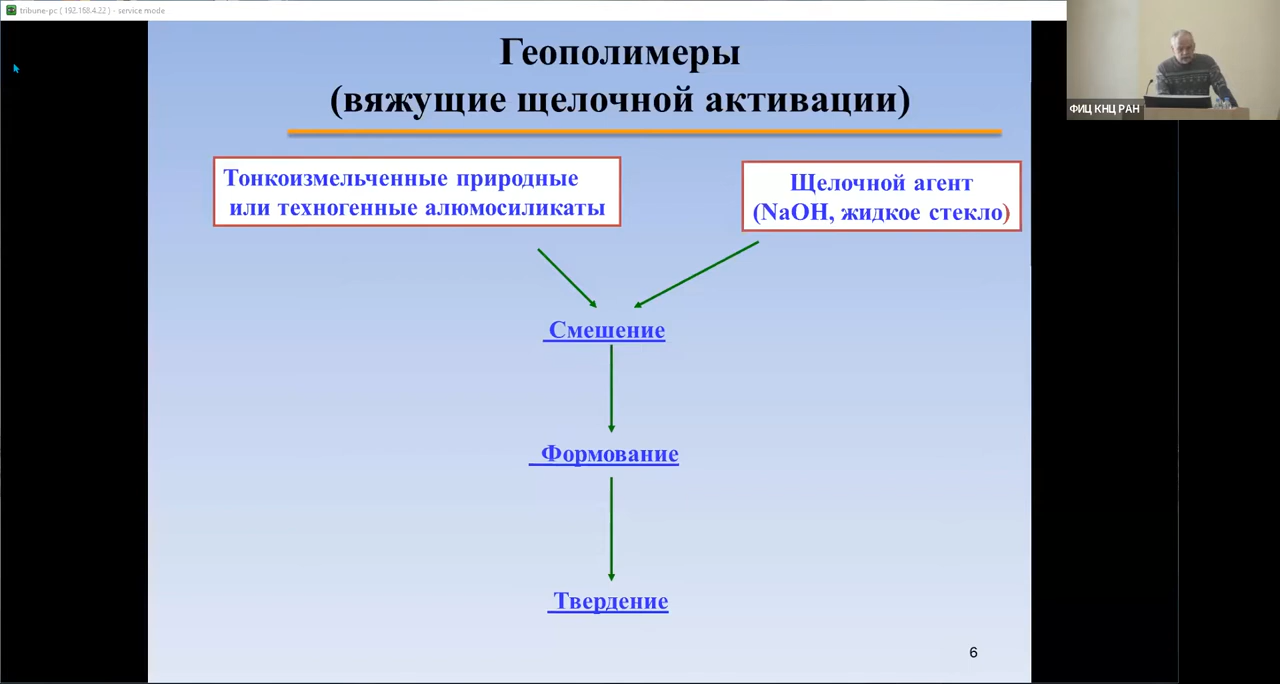 tribune-pc ( 192.168.4.22 ) - service mode
Геополимеры
(вяжущие щелочной активации)
ФИЦ КНЦ РАН
Тонкоизмельченные природные
или техногенные алюмосиликаты
Щелочной агент
(NaOH, жидкое стекло)
Смешение
Формование
Твердение
6